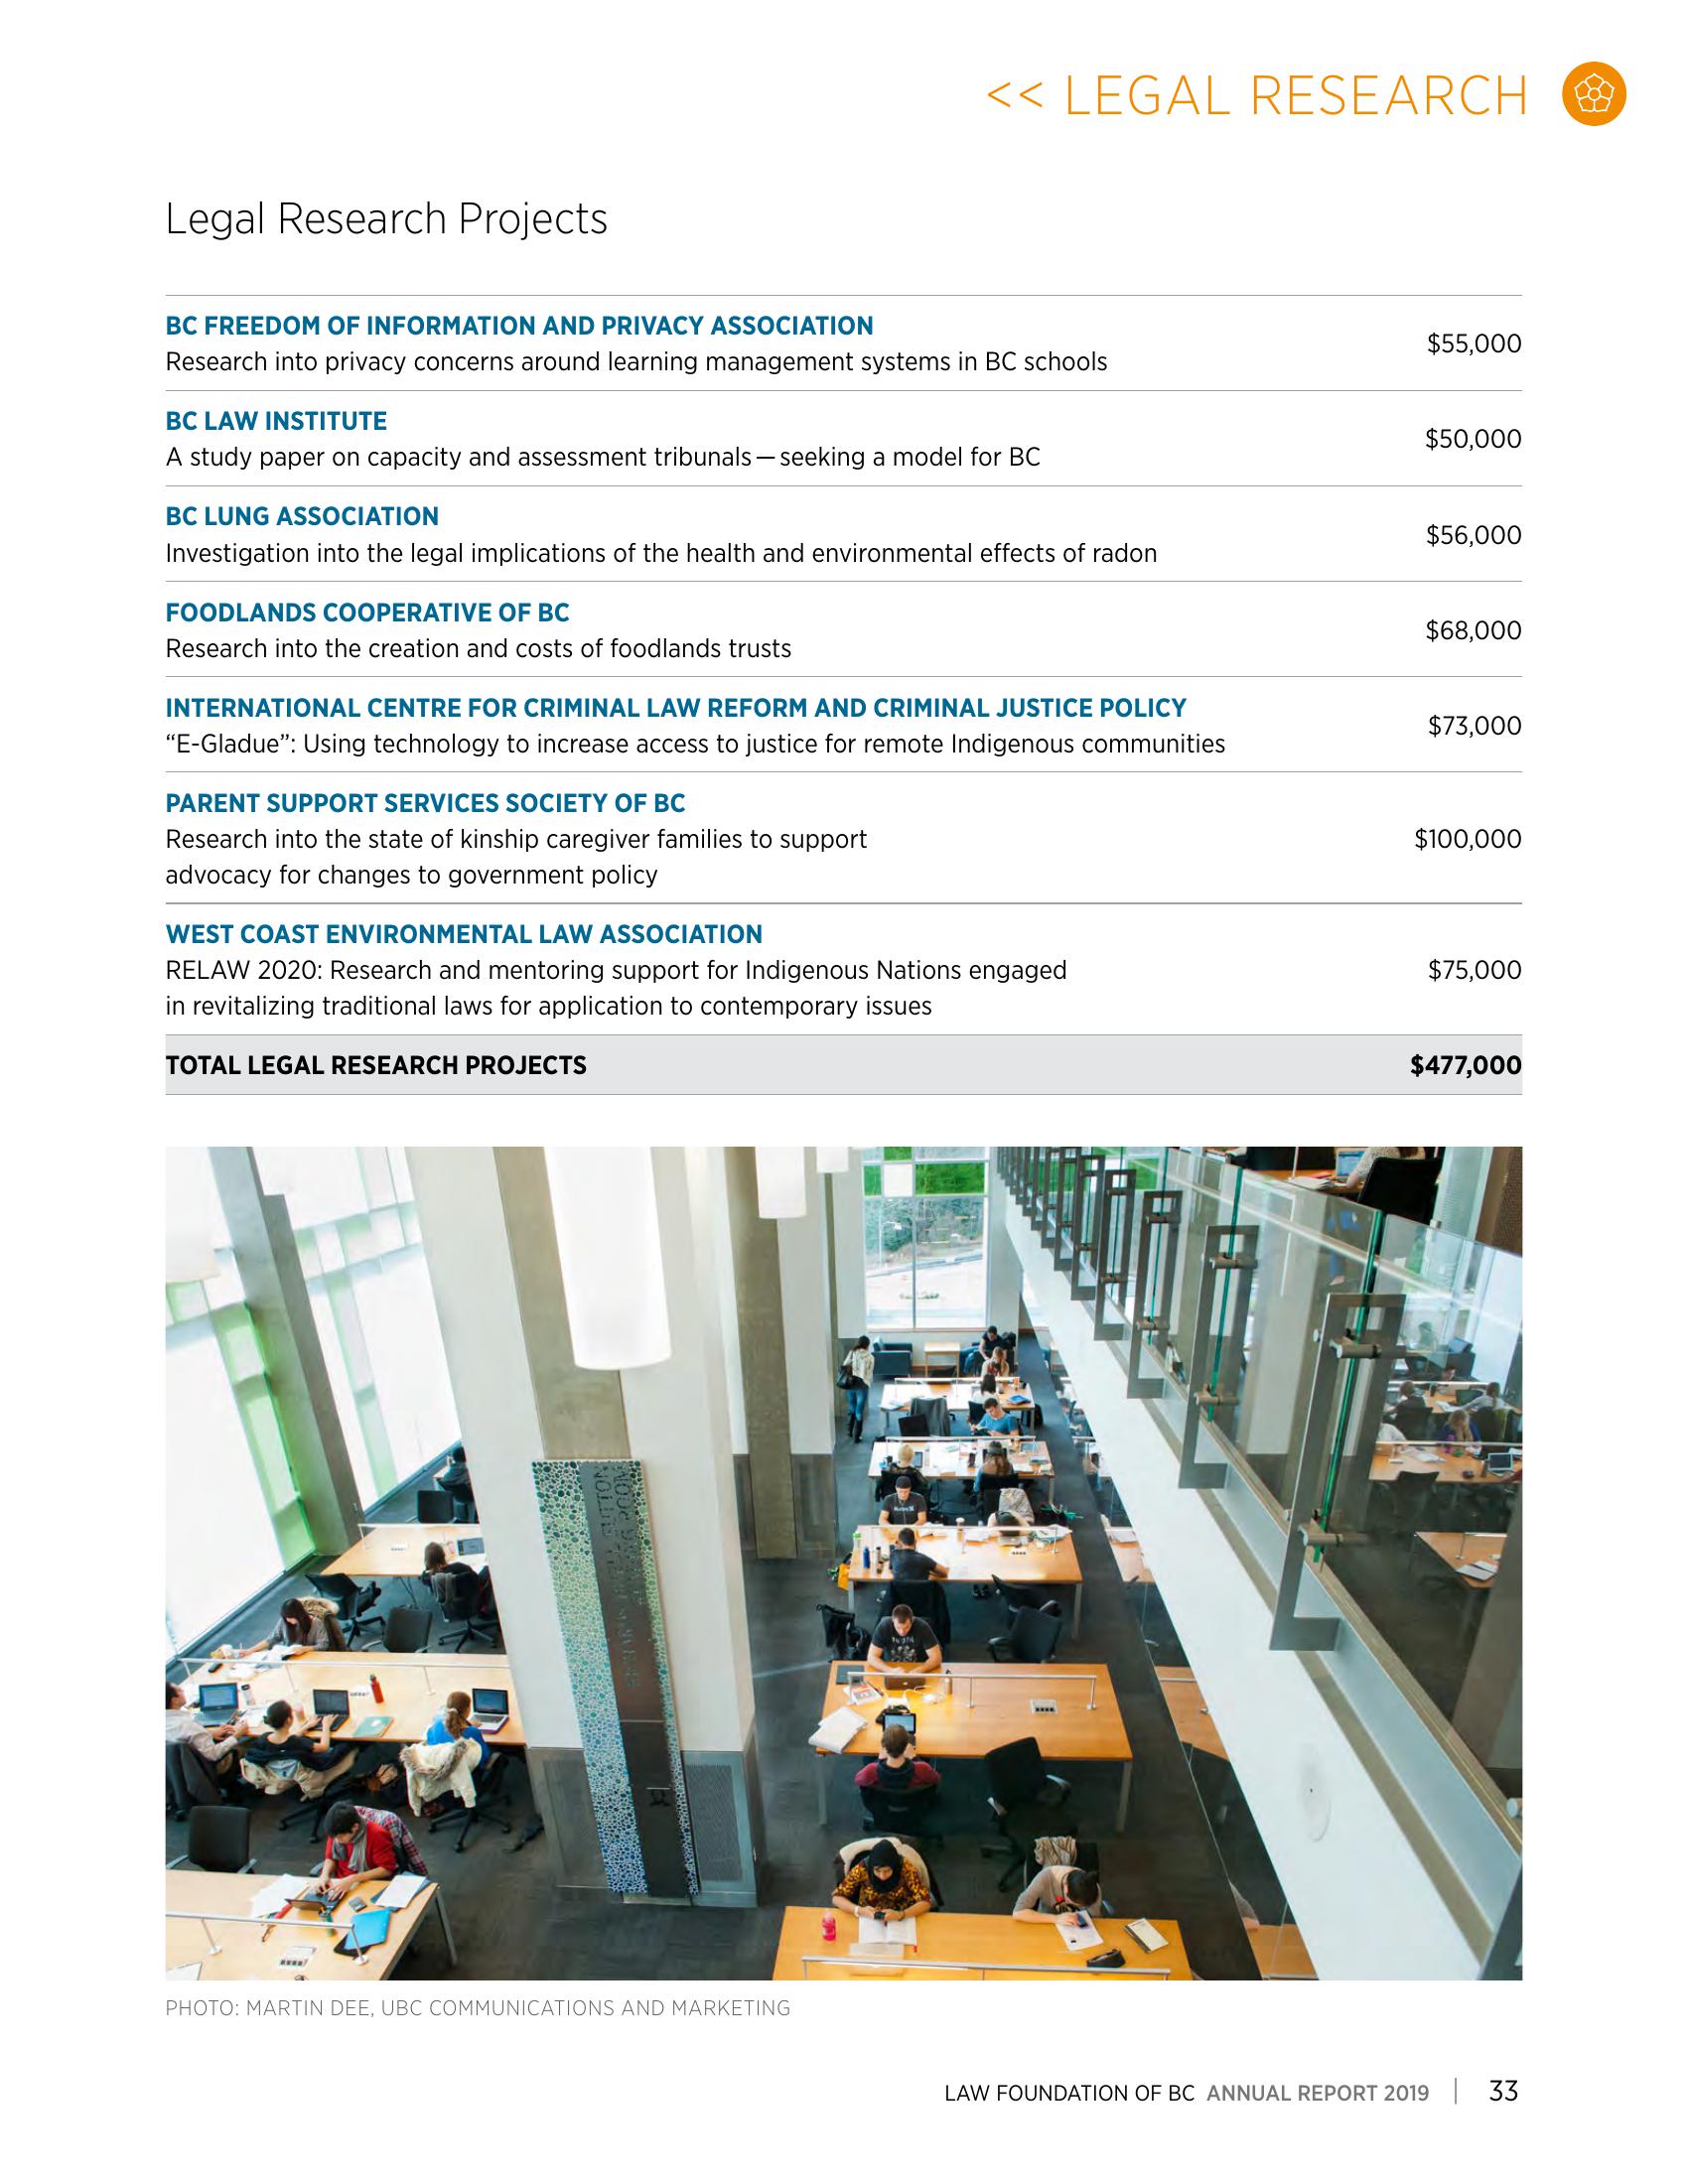 << LEGAL RESEARCH
Legal Research Projects
BC FREEDOM OF INFORMATION AND PRIVACY ASSOCIATION
Research into privacy concerns around learning management systems in BC schools
$55,000
BC LAW INSTITUTE
A study paper on capacity and assessment tribunals — seeking a model for BC
$50,000
BC LUNG ASSOCIATION
Investigation into the legal implications of the health and environmental effects of radon
$56,000
FOODLANDS COOPERATIVE OF BC
Research into the creation and costs of foodlands trusts
$68,000
INTERNATIONAL CENTRE FOR CRIMINAL LAW REFORM AND CRIMINAL JUSTICE POLICY
“E-Gladue”: Using technology to increase access to justice for remote Indigenous communities
$73,000
PARENT SUPPORT SERVICES SOCIETY OF BC
Research into the state of kinship caregiver families to support
advocacy for changes to government policy
$100,000
WEST COAST ENVIRONMENTAL LAW ASSOCIATION
RELAW 2020: Research and mentoring support for Indigenous Nations engaged
in revitalizing traditional laws for application to contemporary issues
$75,000
TOTAL LEGAL RESEARCH PROJECTS $477,000
PHOTO: MARTIN DEE, UBC COMMUNICATIONS AND MARKETING
LAW FOUNDATION OF BC ANNUAL REPORT 2019 | 33